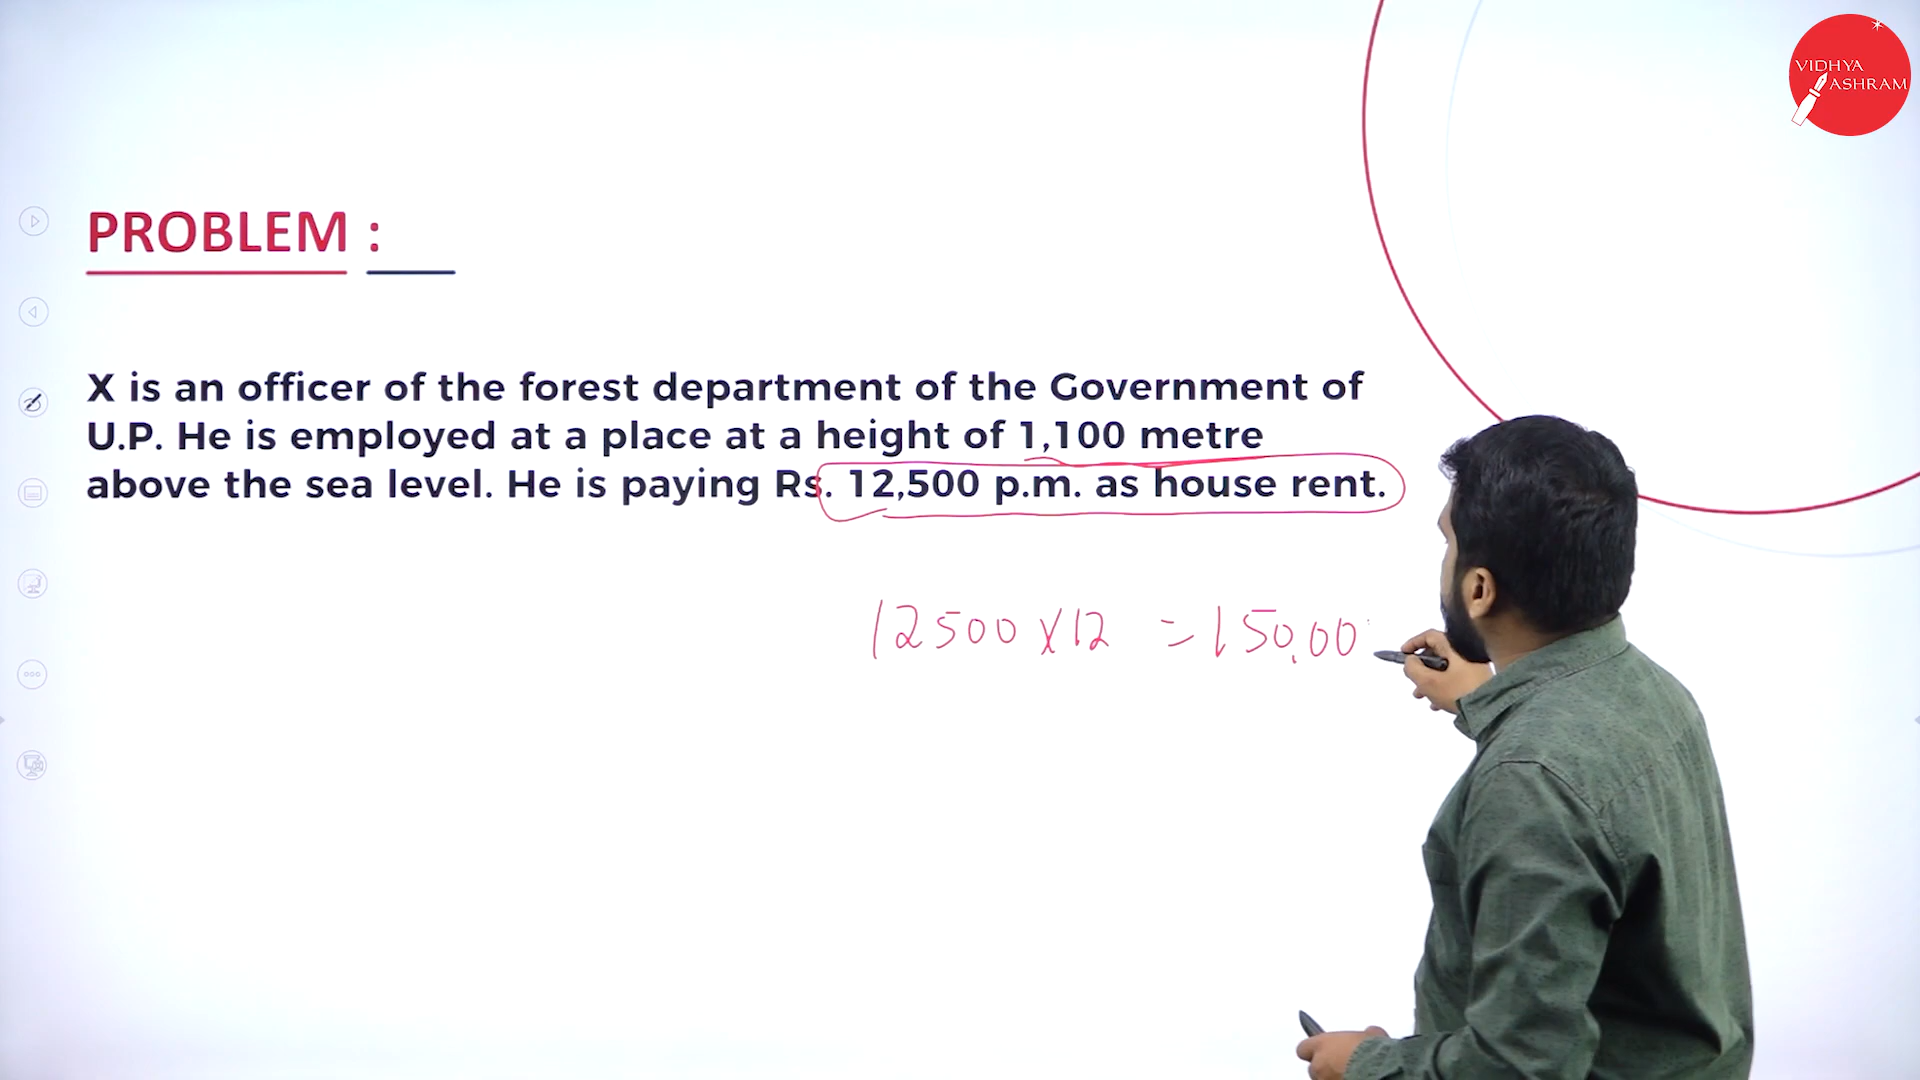 VIDHYA
ASHRAM
PROBLEM :
X is an officer of the forest department of the Government of
U.P. He is employed at a place at a height of 1,100 metre
above the sea level. He is paying Rs. 12,500 p.m. as house rent.
12500 x 12 = 150,00